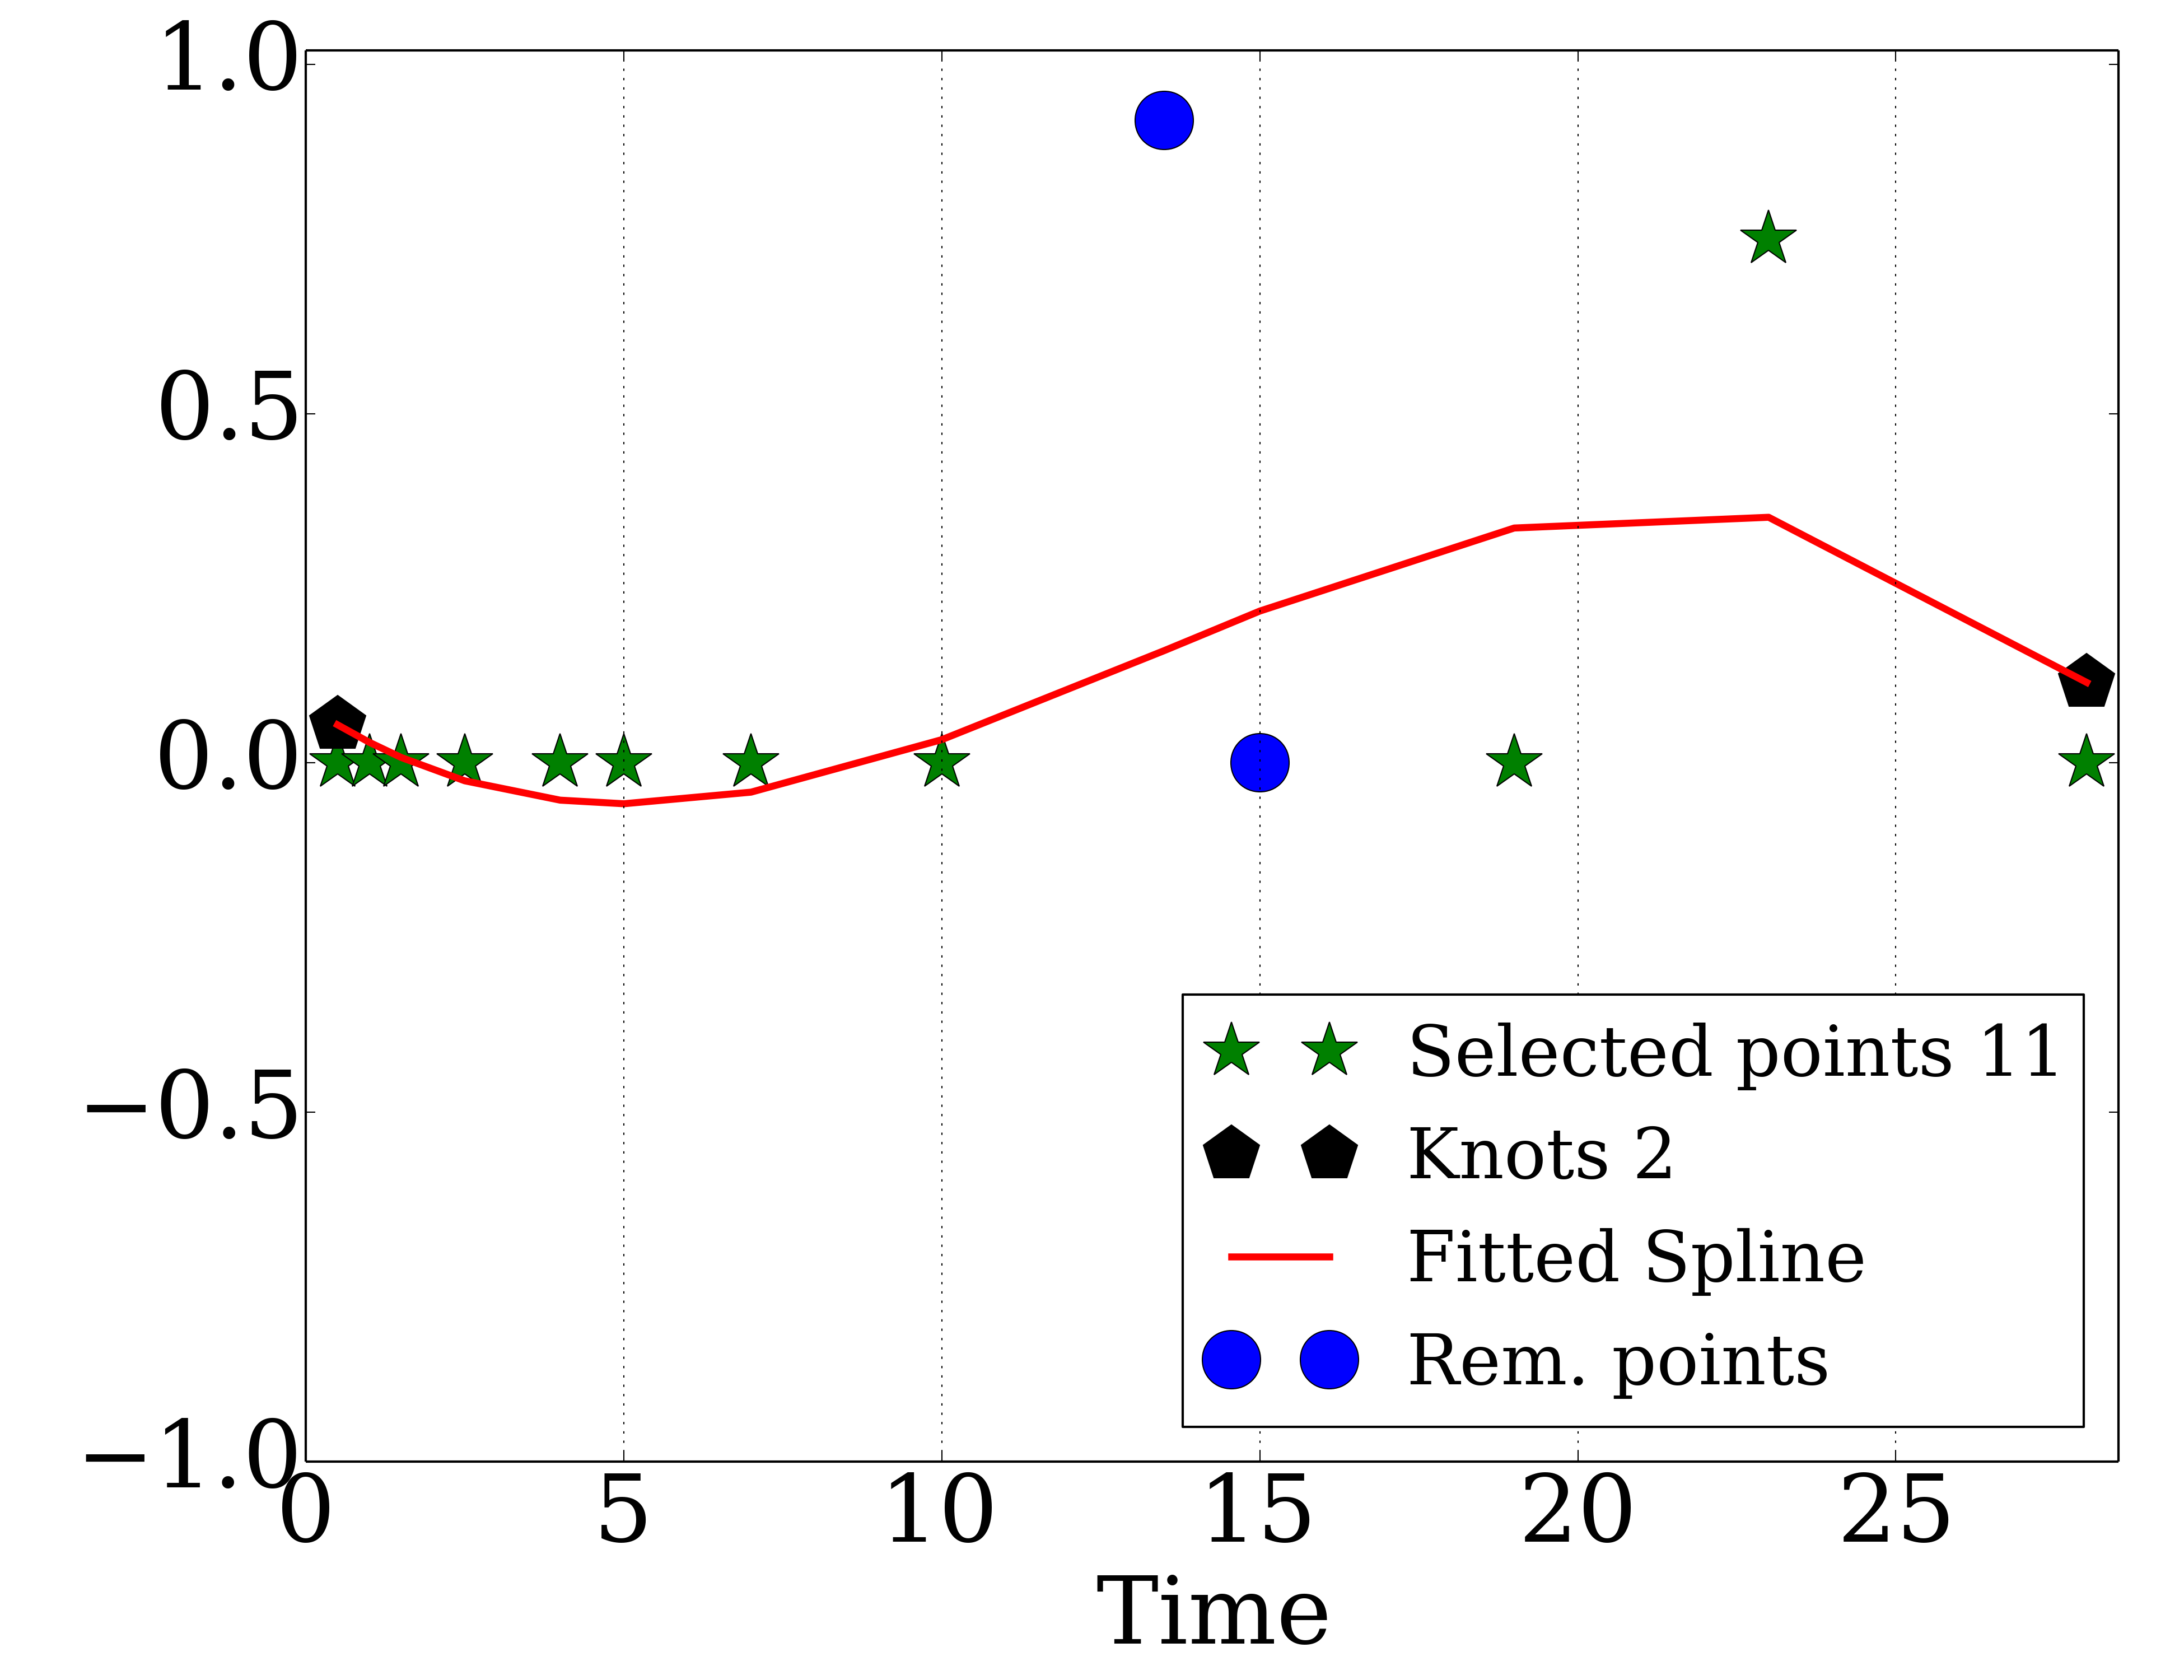 1.0
0.5
0.0
−0.5
−1.0
Selected points 11
Knots 2
Fitted Spline
Rem. points
0 5 10 15 20 25
Time